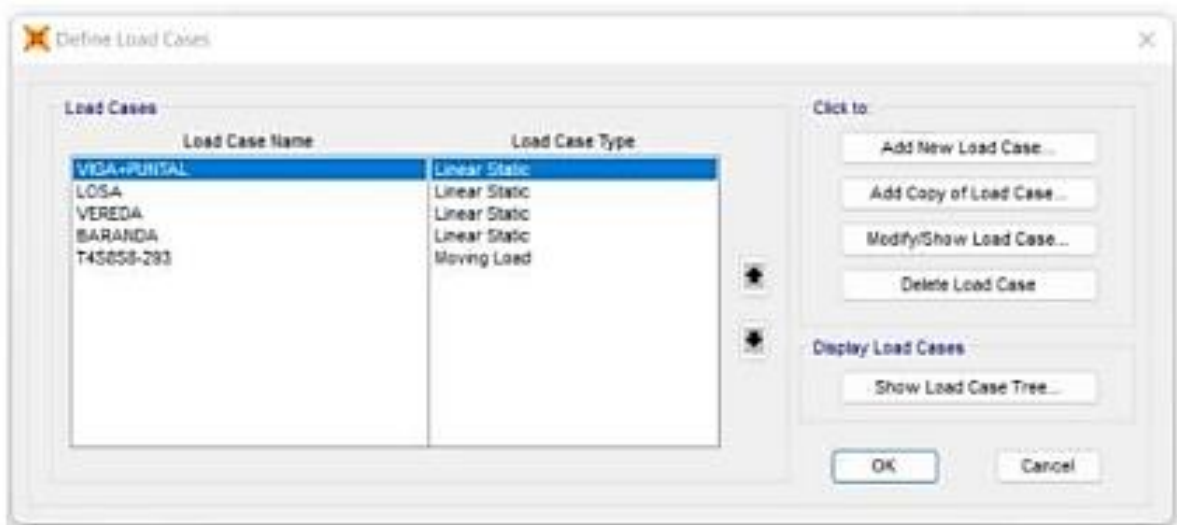 Define Load Cases
Load Cases
Click to:
Load Case Name Load Case Type
VIGA+PUNTAL Linear Static
LOSA Linear Static
VEREDA Linear Static
BARANDA Linear Static
T4S8S8-293 Moving Load
Add New Load Case...
Add Copy of Load Case...
Modify/Show Load Case...
Delete Load Case
Display Load Cases
Show Load Case Tree...
OK Cancel